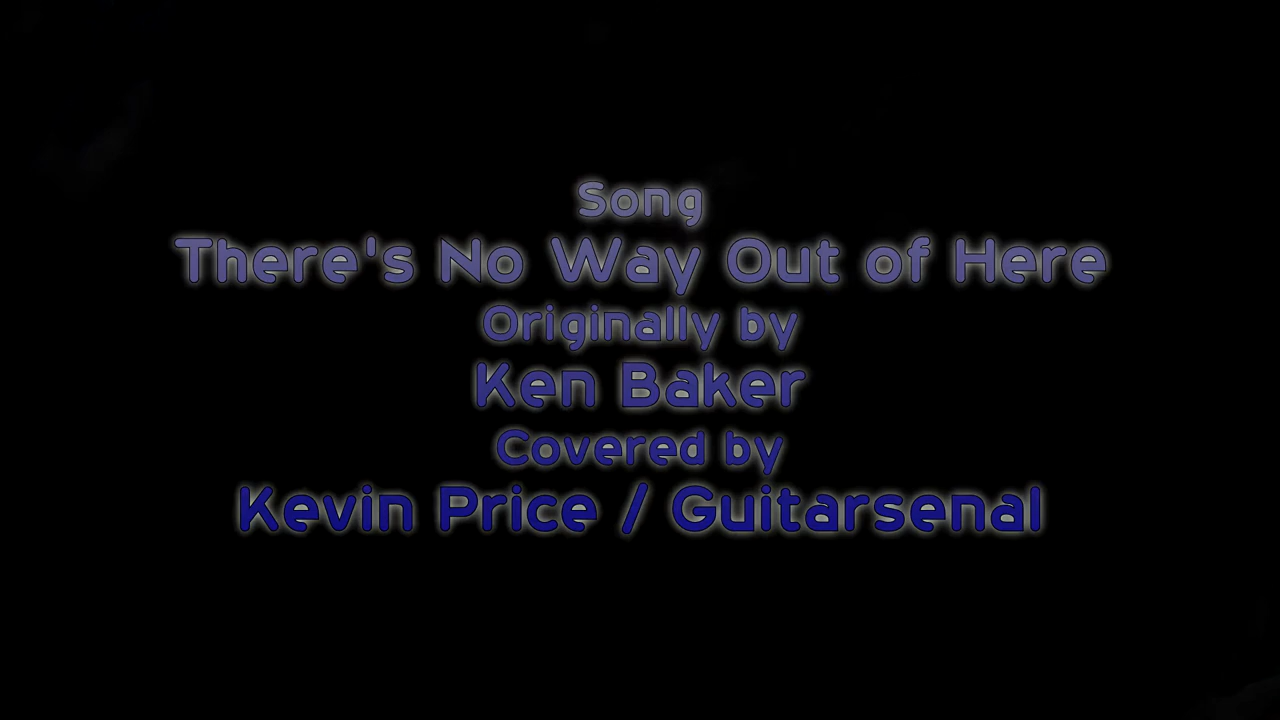 Song
There's No Way Out of Here
Originally by
Ken Baker
Covered by
Kevin Price / Guitarsenal